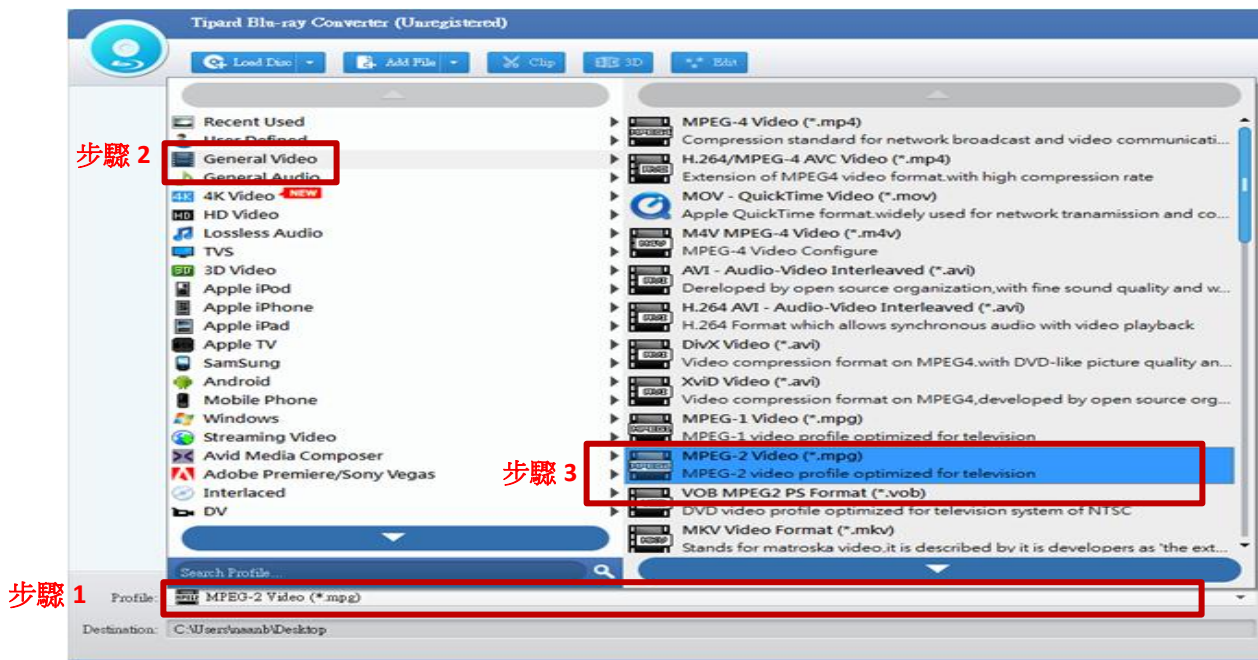 Tipard Blu-ray Converter (Unregistered)
Load Disc Add File Clip 3D Edit
Recent Used
User Defined
步驟 2
General Video
General Audio
4K 4K Video NEW
HD HD Video
Lossless Audio
TVS
3D 3D Video
Apple iPod
Apple iPhone
Apple iPad
Apple TV
SamSung
Android
Mobile Phone
Windows
Streaming Video
Avid Media Composer
Adobe Premiere/Sony Vegas
Interlaced
DV
MPEG-4 Video (*.mp4)
Compression standard for network broadcast and video communicati...
H.264/MPEG-4 AVC Video (*.mp4)
Extension of MPEG4 video format.with high compression rate
MOV - QuickTime Video (*.mov)
Apple QuickTime format.widely used for network tranamission and co...
M4V MPEG-4 Video (*.m4v)
MPEG-4 Video Configure
AVI - Audio-Video Interleaved (*.avi)
Dereloped by open source organization,with fine sound quality and w...
H.264 AVI - Audio-Video Interleaved (*.avi)
H.264 Format which allows synchronous audio with video playback
DivX Video (*.avi)
Video compression format on MPEG4.with DVD-like picture quality an...
XviD Video (*.avi)
Video compression format on MPEG4,developed by open source org...
MPEG-1 Video (*.mpg)
MPEG-1 video profile optimized for television
步驟 3
MPEG-2 Video (*.mpg)
MPEG-2 video profile optimized for television
VOB MPEG2 PS Format (*.vob)
DVD video profile optimized for television system of NTSC
MKV Video Format (*.mkv)
Stands for matroska video,it is described by it is developers as 'the ext...
Search Profile...
步驟 1
Profile: MPEG-2 Video (*.mpg)
Destination: C:\Users\naanb\Desktop